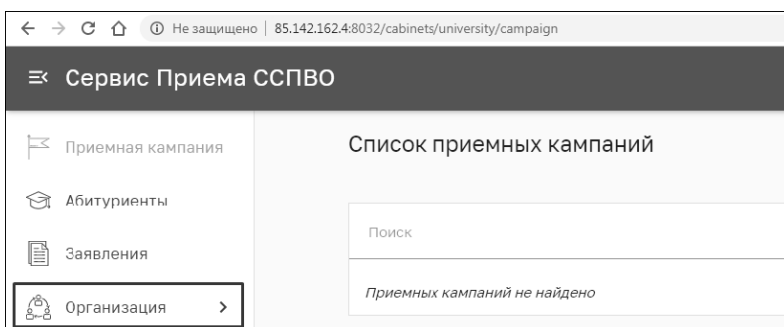 Не защищено | 85.142.162.4:8032/cabinets/university/campaign
Сервис Приема ССПВО
Приемная кампания
Список приемных кампаний
Абитуриенты
Поиск
Заявления
Приемных кампаний не найдено
Организация